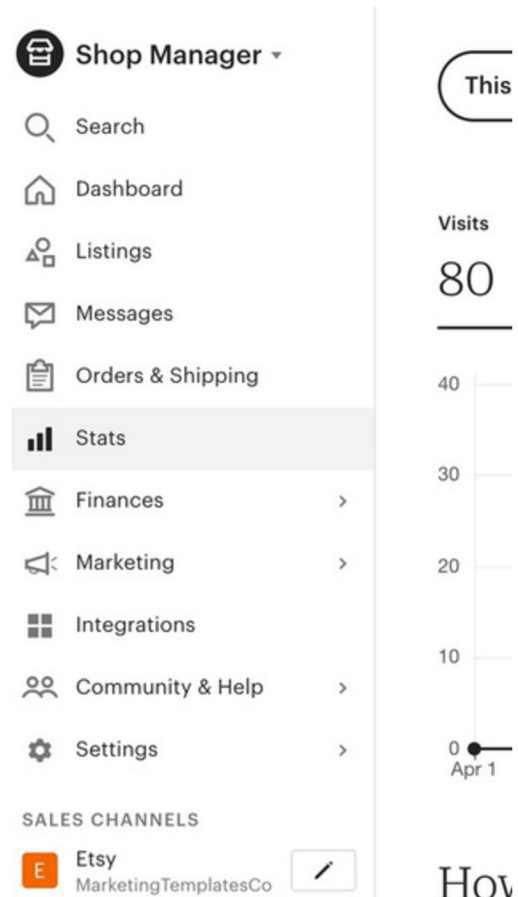 Shop Manager
Search
Dashboard
Listings
Messages
Orders & Shipping
Stats
Finances
Marketing
Integrations
Community & Help
Settings
SALES CHANNELS
E
Etsy
MarketingTemplatesCo
This
Visits
80
40
30
20
10
0
Apr 1
How